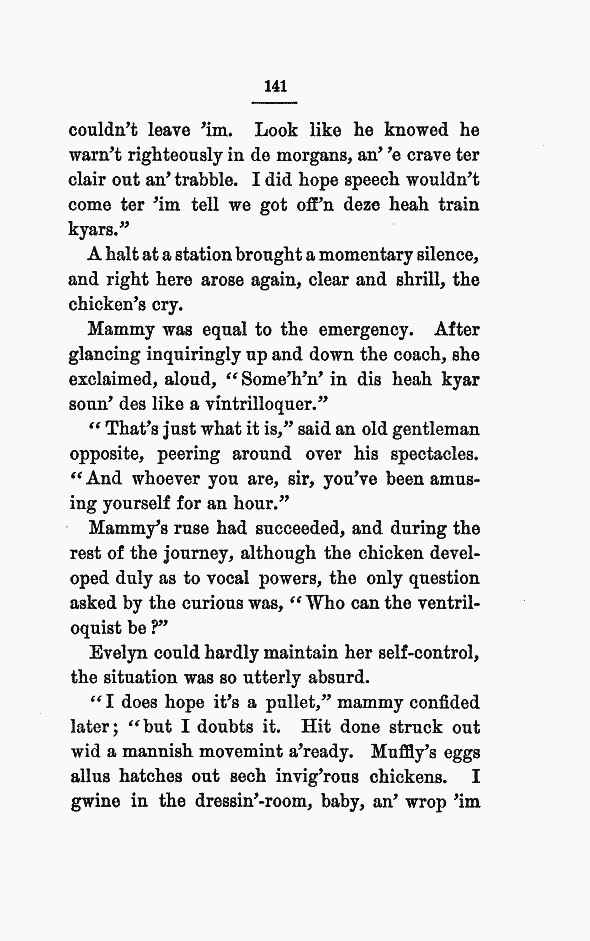 141
couldn't leave 'im. Look like he knowed he
warn't righteously in de morgans, an' 'e crave ter
clair out an' trabble. I did hope speech wouldn't
come ter 'im tell we got off'n deze heah train
kyars."
A halt at a station brought a momentary silence,
and right here arose again, clear and shrill, the
chicken's cry.
Mammy was equal to the emergency. After
glancing inquiringly up and down the coach, she
exclaimed, aloud, "Some'h'n' in dis heah kyar
soun' des like a vintrilloquer."
"That's just what it is," said an old gentleman
opposite, peering around over his spectacles.
"And whoever you are, sir, you've been amus-
ing yourself for an hour."
Mammy's ruse had succeeded, and during the
rest of the journey, although the chicken devel-
oped duly as to vocal powers, the only question
asked by the curious was, "Who can the ventril-
oquist be?"
Evelyn could hardly maintain her self-control,
the situation was so utterly absurd.
"I does hope it's a pullet," mammy confided
later; "but I doubts it. Hit done struck out
wid a mannish movemint a'ready. Muffly's eggs
allus hatches out sech invig'rous chickens. I
gwine in the dressin'-room, baby, an' wrop 'im